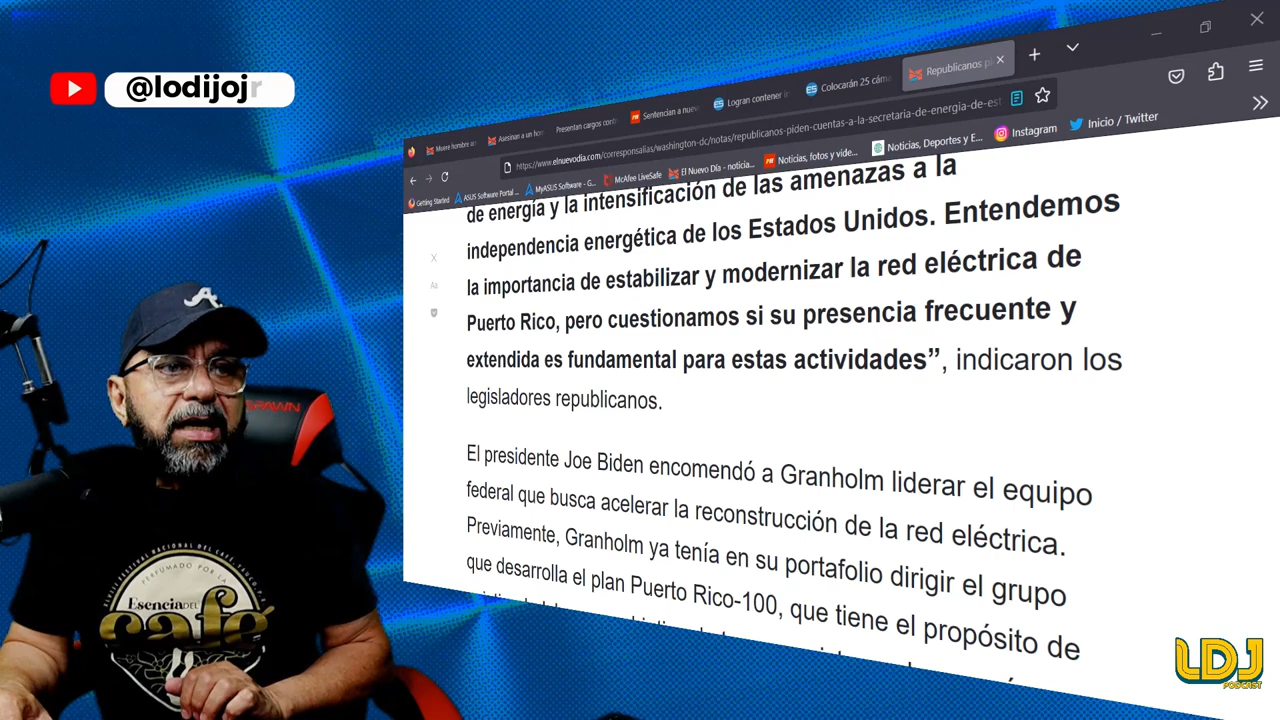 @lodijojr
Muere hombre
Asesinan a un
Presentan cargos
Sentencian a
Logran contener
Colocarán 25
Republicanos
https://www.elnuevodia.com/corresponsalias/washington-dc/notas/republicanos-piden-cuentas-a-la-secretaria-de-energia-de-est
Getting Started
ASUS Software Portal...
MyASUS Software - G...
McAfee LiveSafe
El Nuevo Día - noticia...
Noticias, fotos y vide...
Noticias, Deportes y E...
Instagram
Inicio / Twitter
de energía y la intensificación de las amenazas a la
independencia energética de los Estados Unidos. Entendemos
la importancia de estabilizar y modernizar la red eléctrica de
Puerto Rico, pero cuestionamos si su presencia frecuente y
extendida es fundamental para estas actividades”, indicaron los
legisladores republicanos.
El presidente Joe Biden encomendó a Granholm liderar el equipo
federal que busca acelerar la reconstrucción de la red eléctrica.
Previamente, Granholm ya tenía en su portafolio dirigir el grupo
que desarrolla el plan Puerto Rico-100, que tiene el propósito de
A
SPAWN
PERFUMADO POR LA
Esencia DEL
café
LDJ
PODCAST